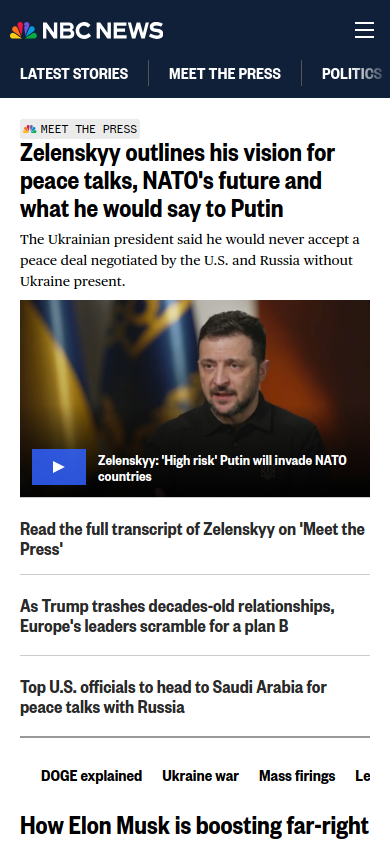 NBC NEWS
LATEST STORIES
MEET THE PRESS
POLITICS
MEET THE PRESS
Zelenskyy outlines his vision for
peace talks, NATO's future and
what he would say to Putin
The Ukrainian president said he would never accept a
peace deal negotiated by the U.S. and Russia without
Ukraine present.
Zelenskyy: 'High risk' Putin will invade NATO
countries
Read the full transcript of Zelenskyy on 'Meet the
Press'
As Trump trashes decades-old relationships,
Europe's leaders scramble for a plan B
Top U.S. officials to head to Saudi Arabia for
peace talks with Russia
DOGE explained
Ukraine war
Mass firings
Le
How Elon Musk is boosting far-right